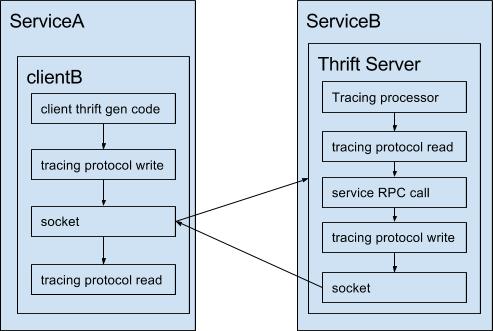 ServiceA
clientB
client thrift gen code
tracing protocol write
socket
tracing protocol read
ServiceB
Thrift Server
Tracing processor
tracing protocol read
service RPC call
tracing protocol write
socket